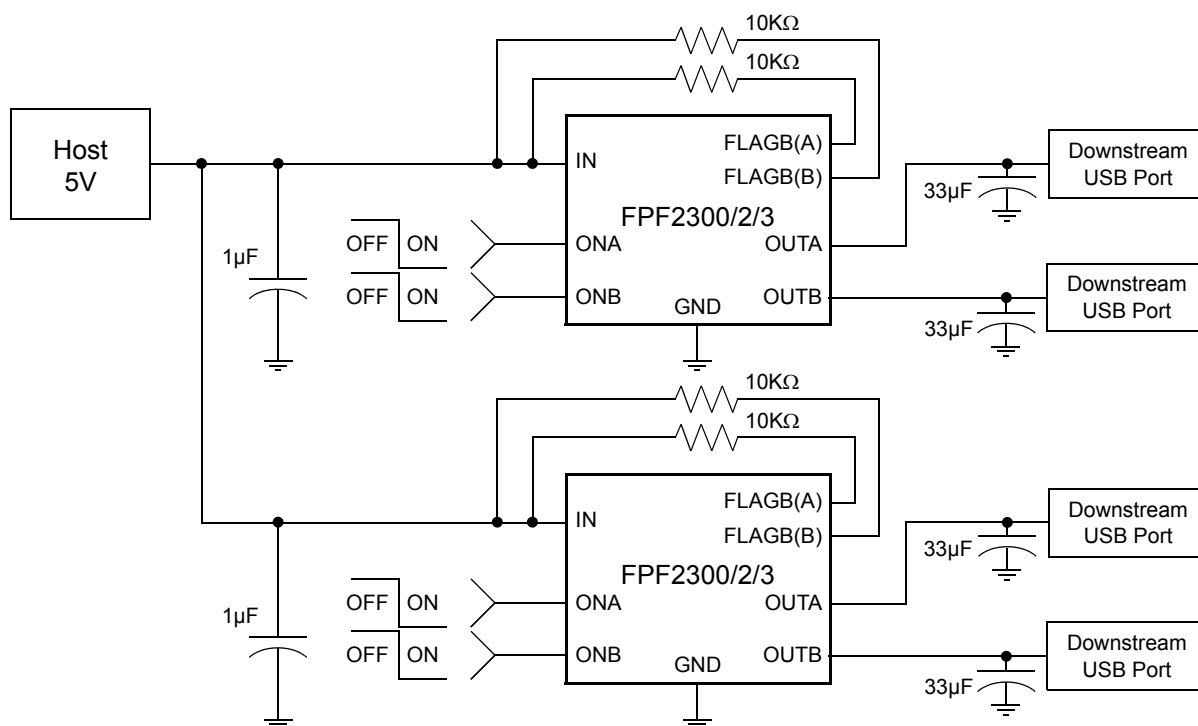 10KΩ
10KΩ
Host
5V
IN
FLAGB(A)
FLAGB(B)
Downstream
USB Port
33µF
FPF2300/2/3
OFF ON
ONA
OUTA
1µF
OFF ON
ONB
OUTB
GND
Downstream
USB Port
33µF
10KΩ
10KΩ
IN
FLAGB(A)
FLAGB(B)
Downstream
USB Port
33µF
FPF2300/2/3
OFF ON
ONA
OUTA
1µF
OFF ON
ONB
OUTB
GND
Downstream
USB Port
33µF